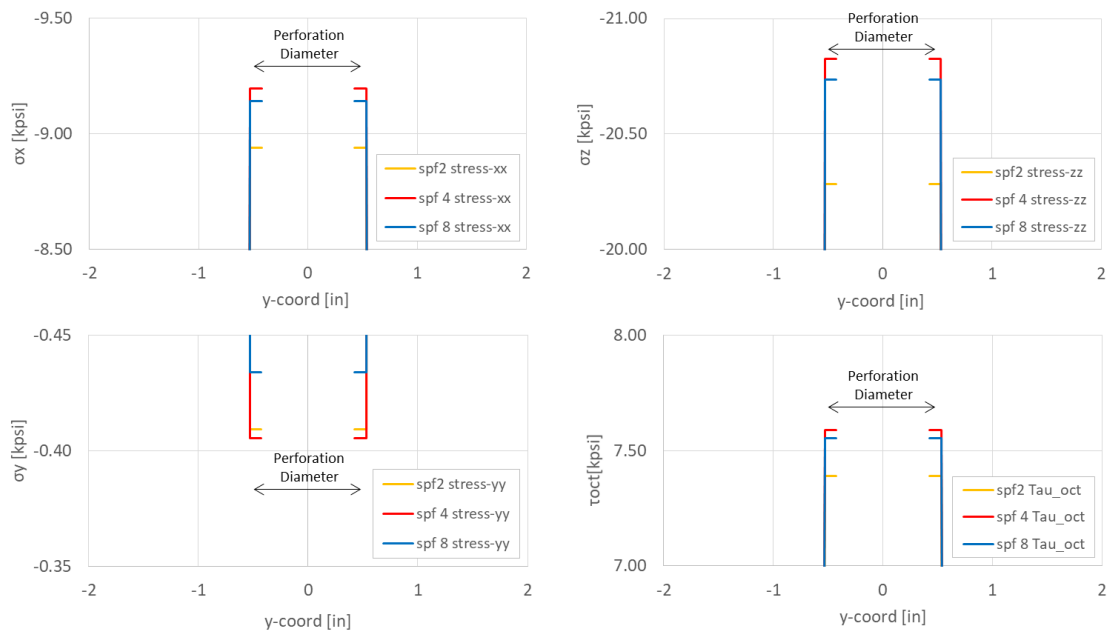 -9.50
-9.00
-8.50
σx [kpsi]
Perforation
Diameter
spf2 stress-xx
spf 4 stress-xx
spf 8 stress-xx
-2 -1 0 1 2
y-coord [in]
-21.00
-20.50
-20.00
σz [kpsi]
Perforation
Diameter
spf2 stress-zz
spf 4 stress-zz
spf 8 stress-zz
-2 -1 0 1 2
y-coord [in]
-0.45
-0.40
-0.35
σy [kpsi]
Perforation
Diameter
spf2 stress-yy
spf 4 stress-yy
spf 8 stress-yy
-2 -1 0 1 2
y-coord [in]
8.00
7.50
7.00
τoct[kpsi]
Perforation
Diameter
spf2 Tau_oct
spf 4 Tau_oct
spf 8 Tau_oct
-2 -1 0 1 2
y-coord [in]